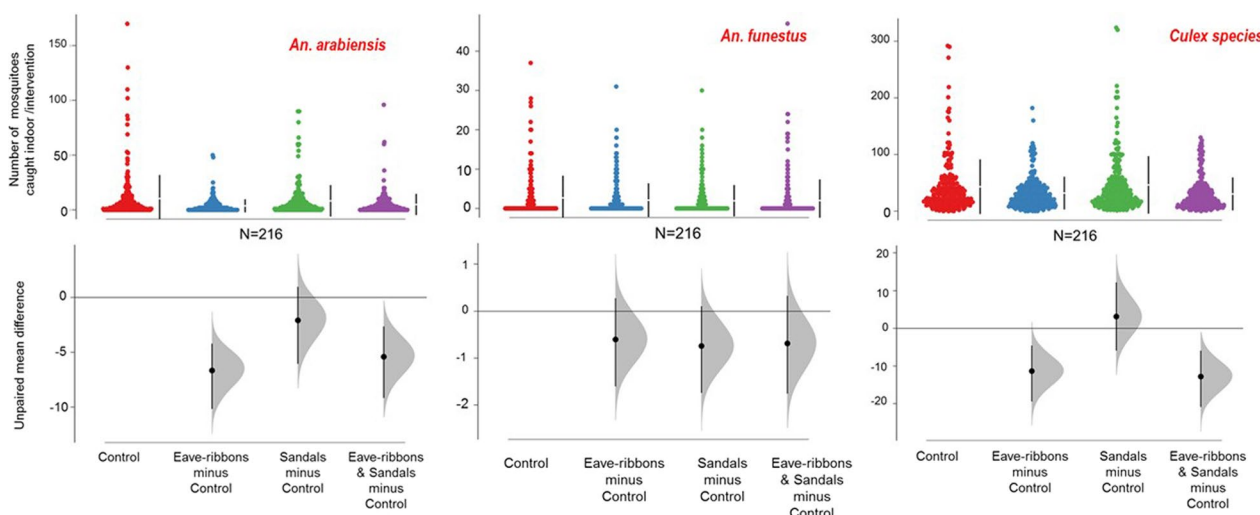 Number of mosquitoes
caught indoor /intervention
An. arabiensis
150
100
50
0
N=216
An. funestus
40
30
20
10
0
N=216
Culex species
300
200
100
0
N=216
Unpaired mean difference
0
-5
-10
Control
Eave-ribbons
minus
Control
Sandals
minus
Control
Eave-ribbons
& Sandals
minus
Control
1
0
-1
-2
Control
Eave-ribbons
minus
Control
Sandals
minus
Control
Eave-ribbons
& Sandals
minus
Control
20
10
0
-10
-20
Control
Eave-ribbons
minus
Control
Sandals
minus
Control
Eave-ribbons
& Sandals
minus
Control